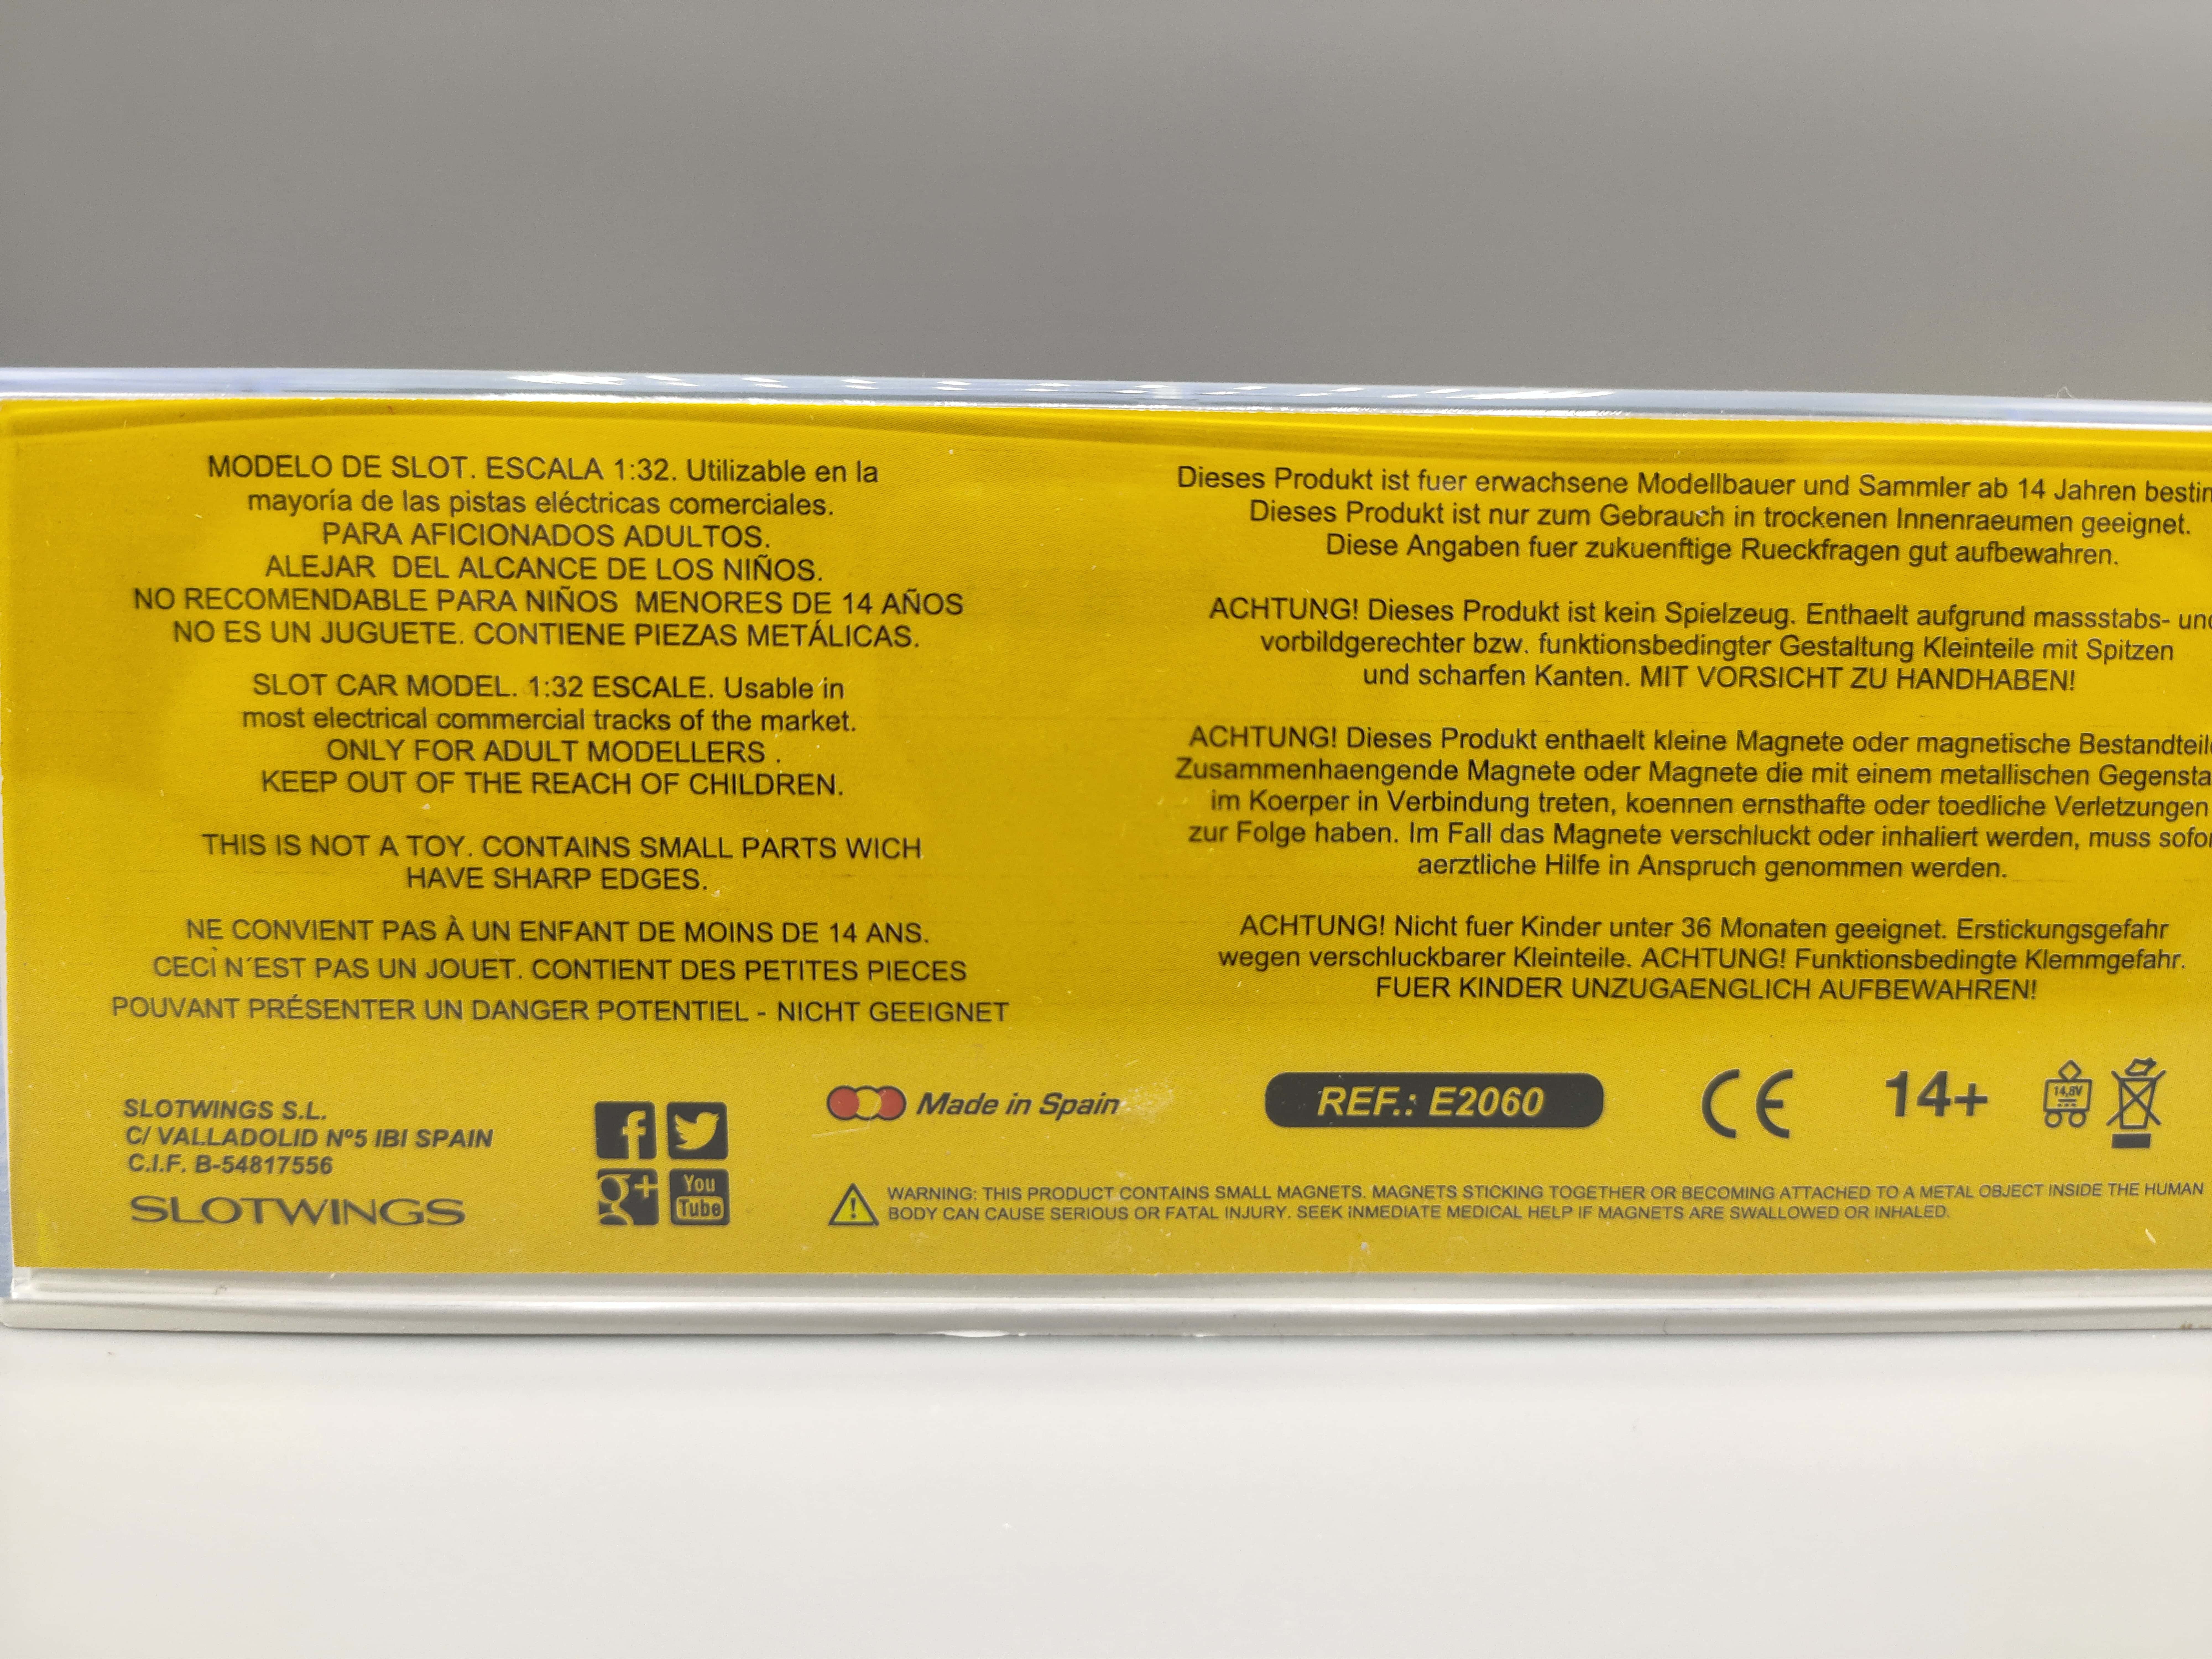 MODELO DE SLOT. ESCALA 1:32. Utilizable en la
mayoría de las pistas eléctricas comerciales.
PARA AFICIONADOS ADULTOS.
ALEJAR DEL ALCANCE DE LOS NIÑOS.
NO RECOMENDABLE PARA NIÑOS MENORES DE 14 AÑOS
NO ES UN JUGUETE. CONTIENE PIEZAS METÁLICAS.
SLOT CAR MODEL. 1:32 ESCALE. Usable in
most electrical commercial tracks of the market.
ONLY FOR ADULT MODELLERS .
KEEP OUT OF THE REACH OF CHILDREN.
THIS IS NOT A TOY. CONTAINS SMALL PARTS WICH
HAVE SHARP EDGES.
NE CONVIENT PAS À UN ENFANT DE MOINS DE 14 ANS.
CECÌ N´EST PAS UN JOUET. CONTIENT DES PETITES PIECES
POUVANT PRÉSENTER UN DANGER POTENTIEL - NICHT GEEIGNET
Dieses Produkt ist fuer erwachsene Modellbauer und Sammler ab 14 Jahren
Dieses Produkt ist nur zum Gebrauch in trockenen Innenraeumen geeignet.
Diese Angaben fuer zukuenftige Rueckfragen gut aufbewahren.
ACHTUNG! Dieses Produkt ist kein Spielzeug. Enthaelt aufgrund massstabs-
vorbildgerechter bzw. funktionsbedingter Gestaltung Kleinteile mit Spitzen
und scharfen Kanten. MIT VORSICHT ZU HANDHABEN!
ACHTUNG! Dieses Produkt enthaelt kleine Magnete oder magnetische
Zusammenhaengende Magnete oder Magnete die mit einem metallischen
im Koerper in Verbindung treten, koennen ernsthafte oder toedliche Verletzungen
zur Folge haben. Im Fall das Magnete verschluckt oder inhaliert werden, muss
aerztliche Hilfe in Anspruch genommen werden.
ACHTUNG! Nicht fuer Kinder unter 36 Monaten geeignet. Erstickungsgefahr
wegen verschluckbarer Kleinteile. ACHTUNG! Funktionsbedingte Klemmgefahr.
FUER KINDER UNZUGAENGLICH AUFBEWAHREN!
SLOTWINGS S.L.
C/ VALLADOLID Nº5 IBI SPAIN
C.I.F. B-54817556
SLOTWINGS
f
g+
You
Tube
Made in Spain
REF.: E2060
CE
14+
14,8V
WARNING: THIS PRODUCT CONTAINS SMALL MAGNETS. MAGNETS STICKING TOGETHER OR BECOMING ATTACHED TO A METAL OBJECT INSIDE THE HUMAN
BODY CAN CAUSE SERIOUS OR FATAL INJURY. SEEK INMEDIATE MEDICAL HELP IF MAGNETS ARE SWALLOWED OR INHALED.